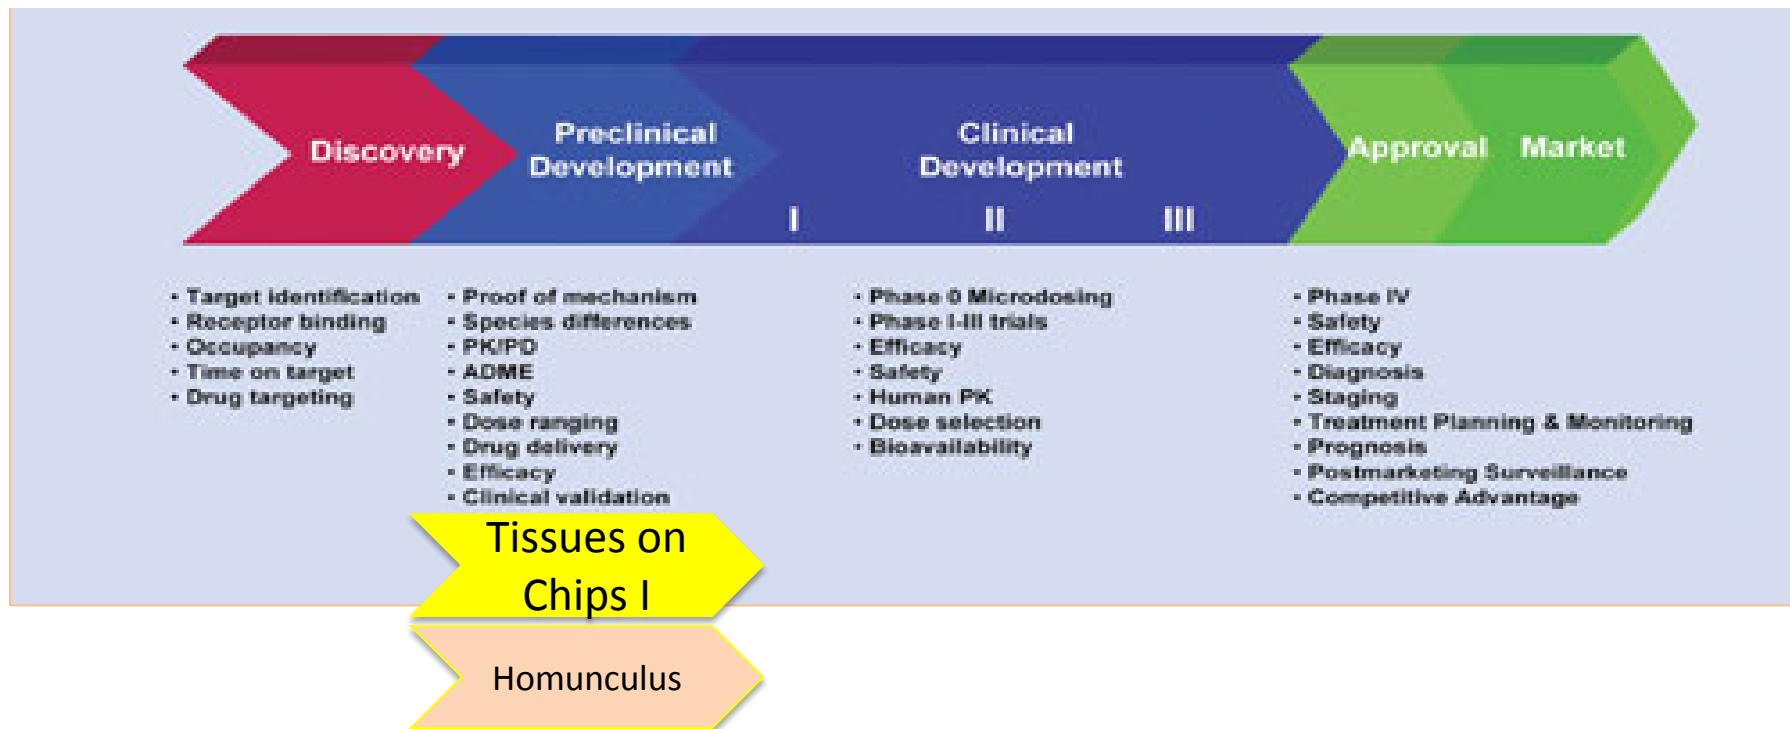 Discovery
Preclinical
Development
Clinical
Development
I II III
Approval
Market
• Target identification
• Receptor binding
• Occupancy
• Time on target
• Drug targeting
• Proof of mechanism
• Species differences
• PK/PD
• ADME
• Safety
• Dose ranging
• Drug delivery
• Efficacy
• Clinical validation
• Phase 0 Microdosing
• Phase I-III trials
• Efficacy
• Safety
• Human PK
• Dose selection
• Bioavailability
• Phase IV
• Safety
• Efficacy
• Diagnosis
• Staging
• Treatment Planning & Monitoring
• Prognosis
• Postmarketing Surveillance
• Competitive Advantage
Tissues on
Chips I
Homunculus